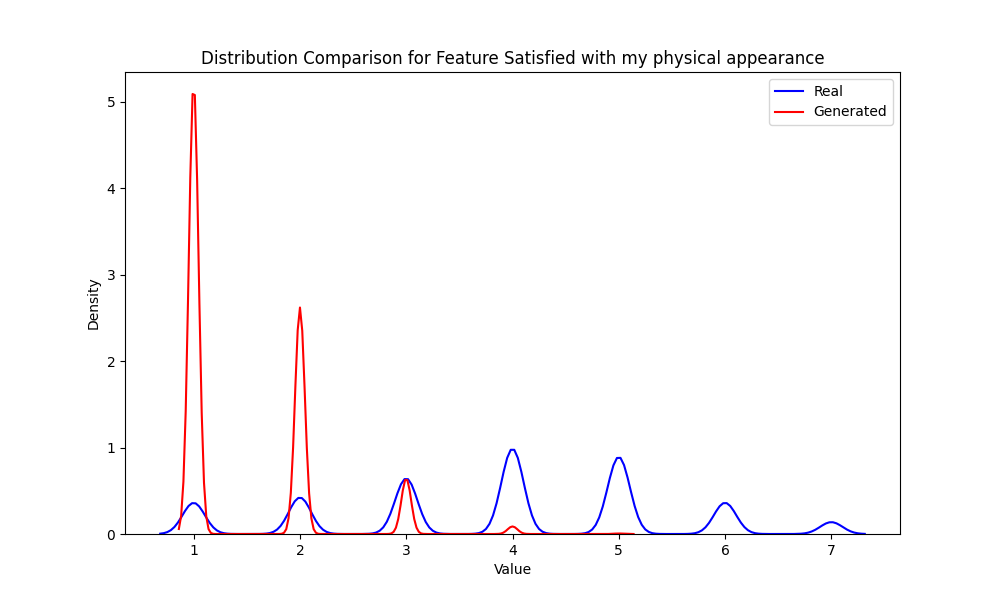 Distribution Comparison for Feature Satisfied with my physical appearance
Real
Generated
5
4
3
2
1
0
Density
1 2 3 4 5 6 7
Value